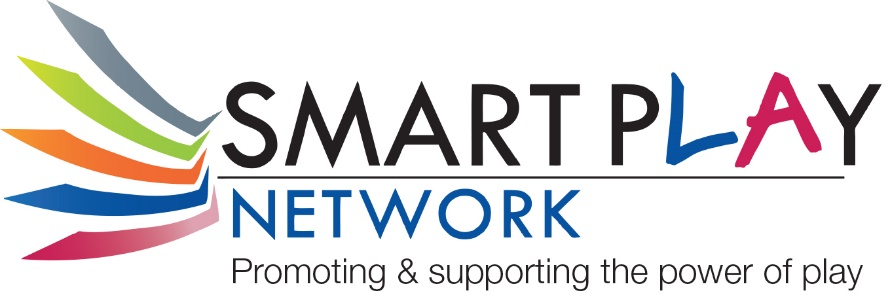 SMART PLAY
NETWORK
Promoting & supporting the power of play